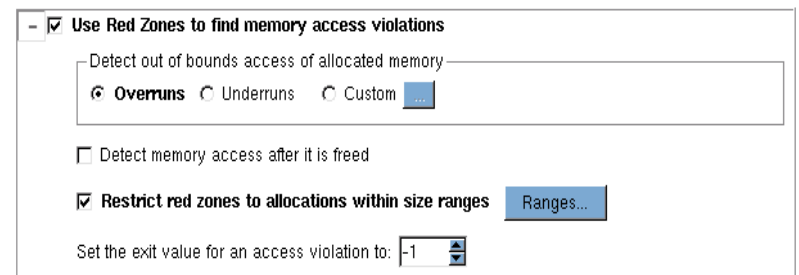 Use Red Zones to find memory access violations
Detect out of bounds access of allocated memory
Overruns Underruns Custom ...
Detect memory access after it is freed
Restrict red zones to allocations within size ranges Ranges...
Set the exit value for an access violation to: -1